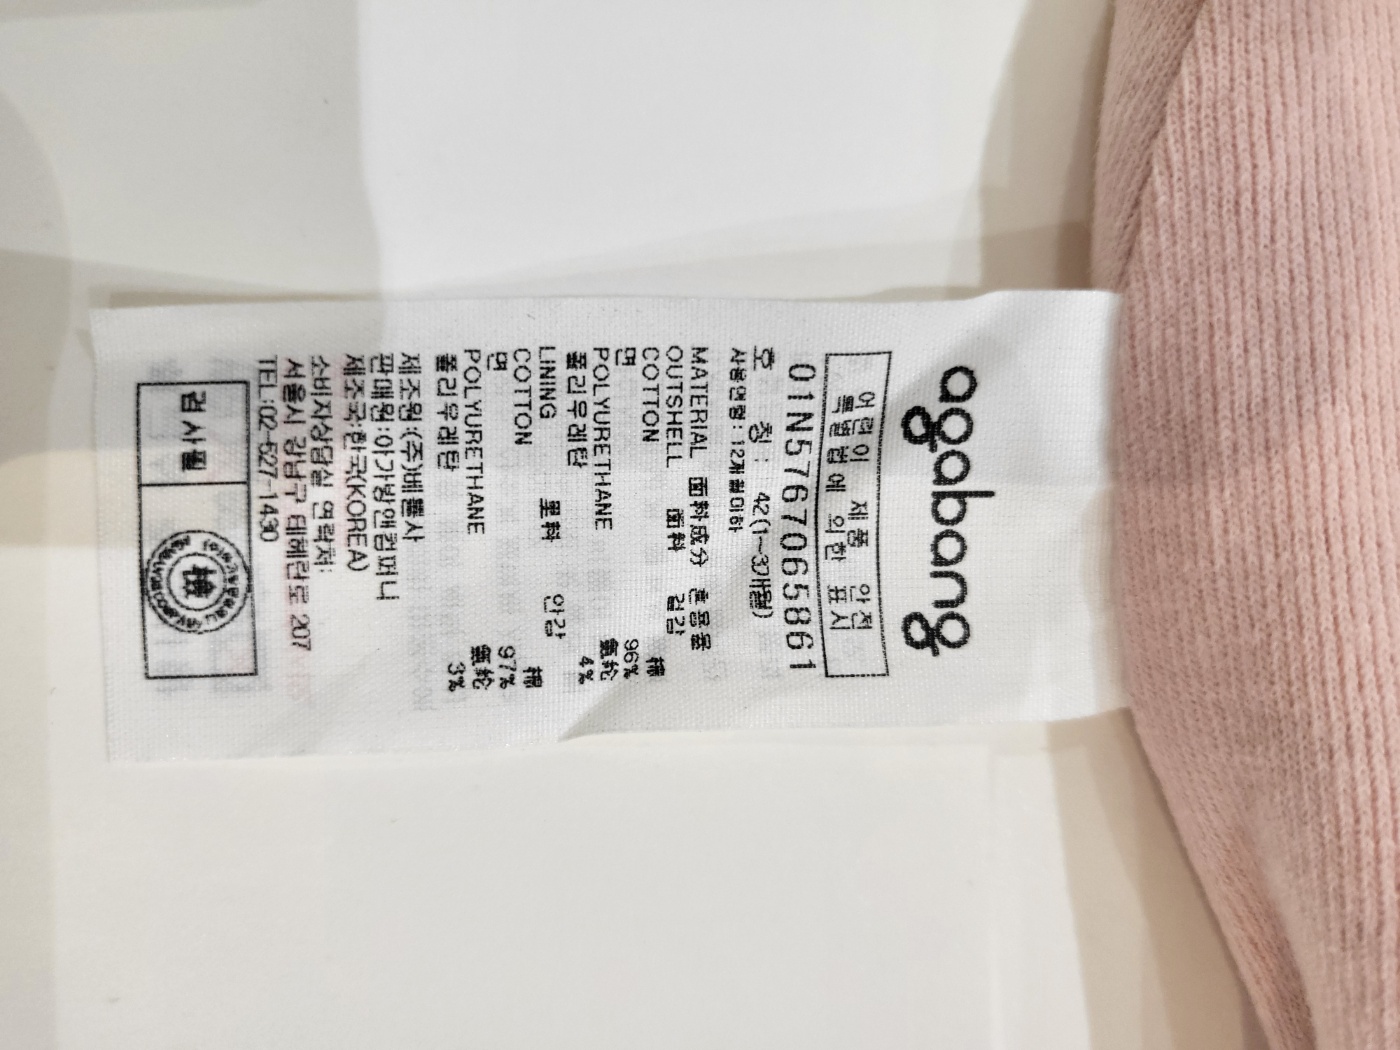 agabang
어린이 제품 안전
특별법에 의한 표시
01N5767065861
호 칭 : 42(1~3개월)
사용연령 : 12개월이하
MATERIAL 面料成分 혼용율
OUTSHELL 面料 겉감
COTTON 棉
면 96%
POLYURETHANE 氨纶
폴리우레탄 4%
LINING 里料 안감
COTTON 棉
면 97%
POLYURETHANE 氨纶
폴리우레탄 3%
제조원:(주)베틀사
판매원:아가방앤컴퍼니
제조국:한국(KOREA)
소비자상담실 연락처:
서울시 강남구 테헤란로 207
TEL:02-527-1430
검사필
檢